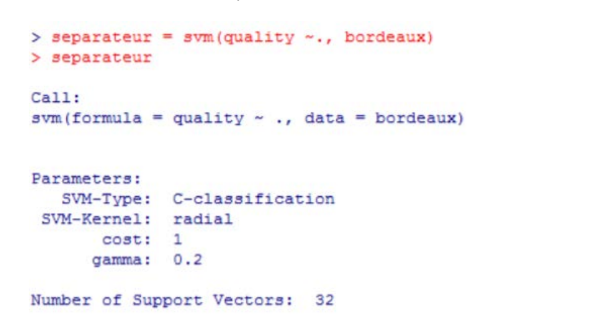 > separateur = svm(quality ~., bordeaux)
> separateur
Call:
svm(formula = quality ~ ., data = bordeaux)
Parameters:
SVM-Type: C-classification
SVM-Kernel: radial
cost: 1
gamma: 0.2
Number of Support Vectors: 32